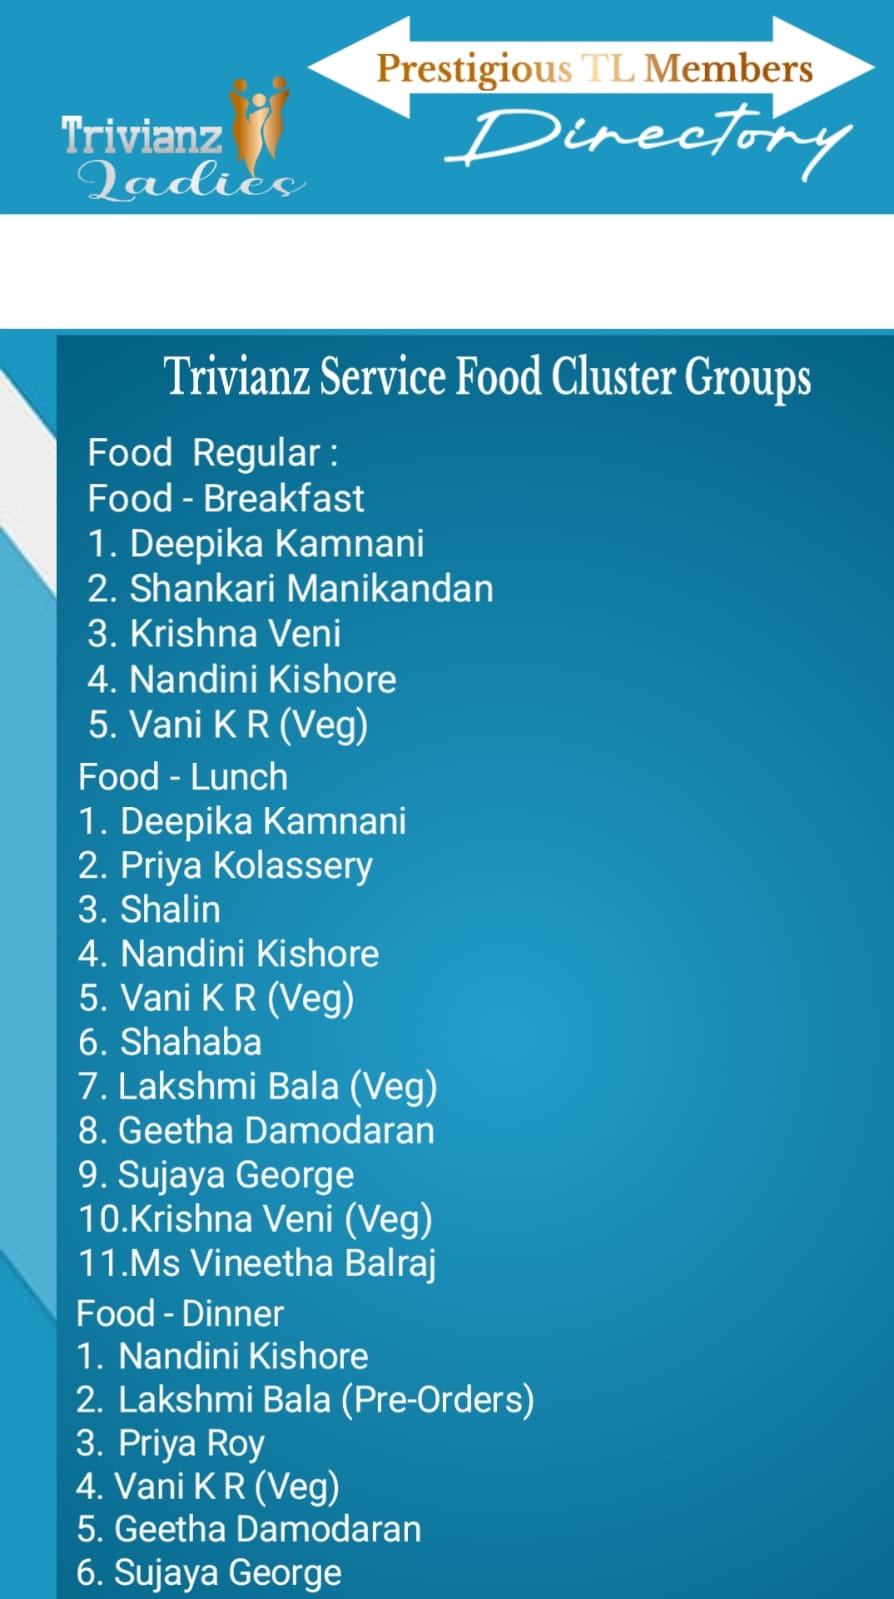 Prestigious TL Members
Directory
Trivianz
Ladies
Trivianz Service Food Cluster Groups
Food Regular :
Food - Breakfast
1. Deepika Kamnani
2. Shankari Manikandan
3. Krishna Veni
4. Nandini Kishore
5. Vani K R (Veg)
Food - Lunch
1. Deepika Kamnani
2. Priya Kolassery
3. Shalin
4. Nandini Kishore
5. Vani K R (Veg)
6. Shahaba
7. Lakshmi Bala (Veg)
8. Geetha Damodaran
9. Sujaya George
10.Krishna Veni (Veg)
11.Ms Vineetha Balraj
Food - Dinner
1. Nandini Kishore
2. Lakshmi Bala (Pre-Orders)
3. Priya Roy
4. Vani K R (Veg)
5. Geetha Damodaran
6. Sujaya George